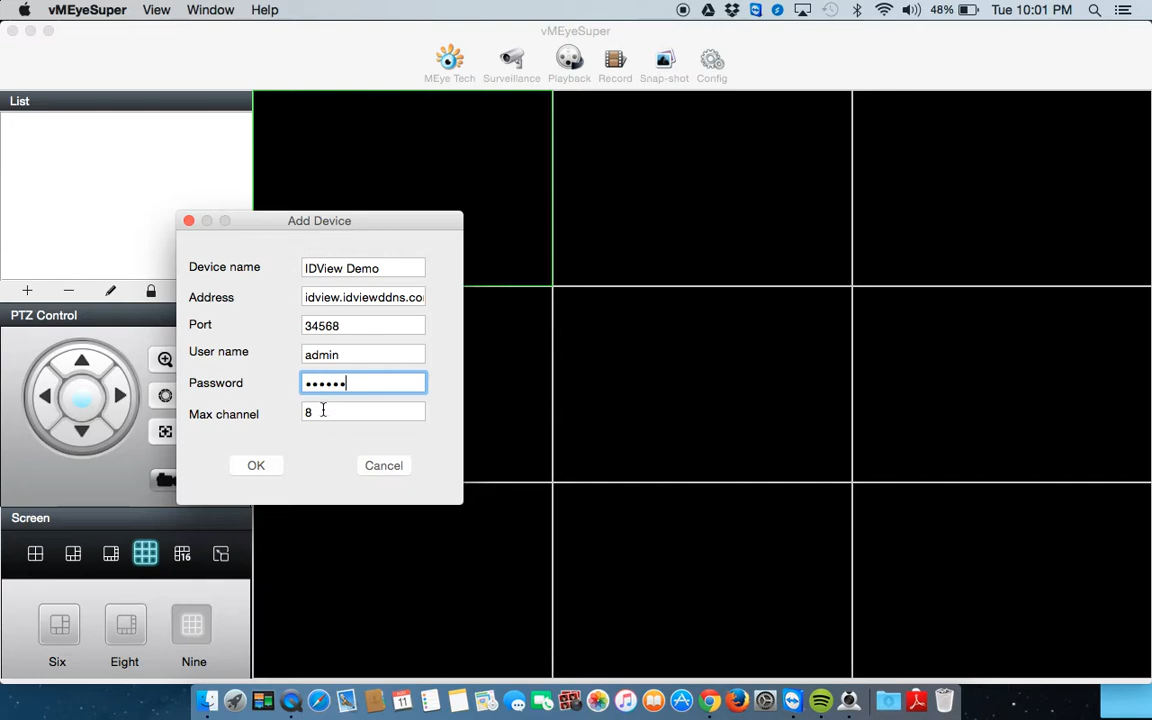 vMEyeSuper View Window Help 48% Tue 10:01 PM
vMEyeSuper
MEye Tech Surveillance Playback Record Snap-shot Config
List
Add Device
Device name IDView Demo
Address idview.idviewddns.co
Port 34568
User name admin
Password ••••••
Max channel 8
OK Cancel
PTZ Control
Screen
16
Six Eight Nine
11